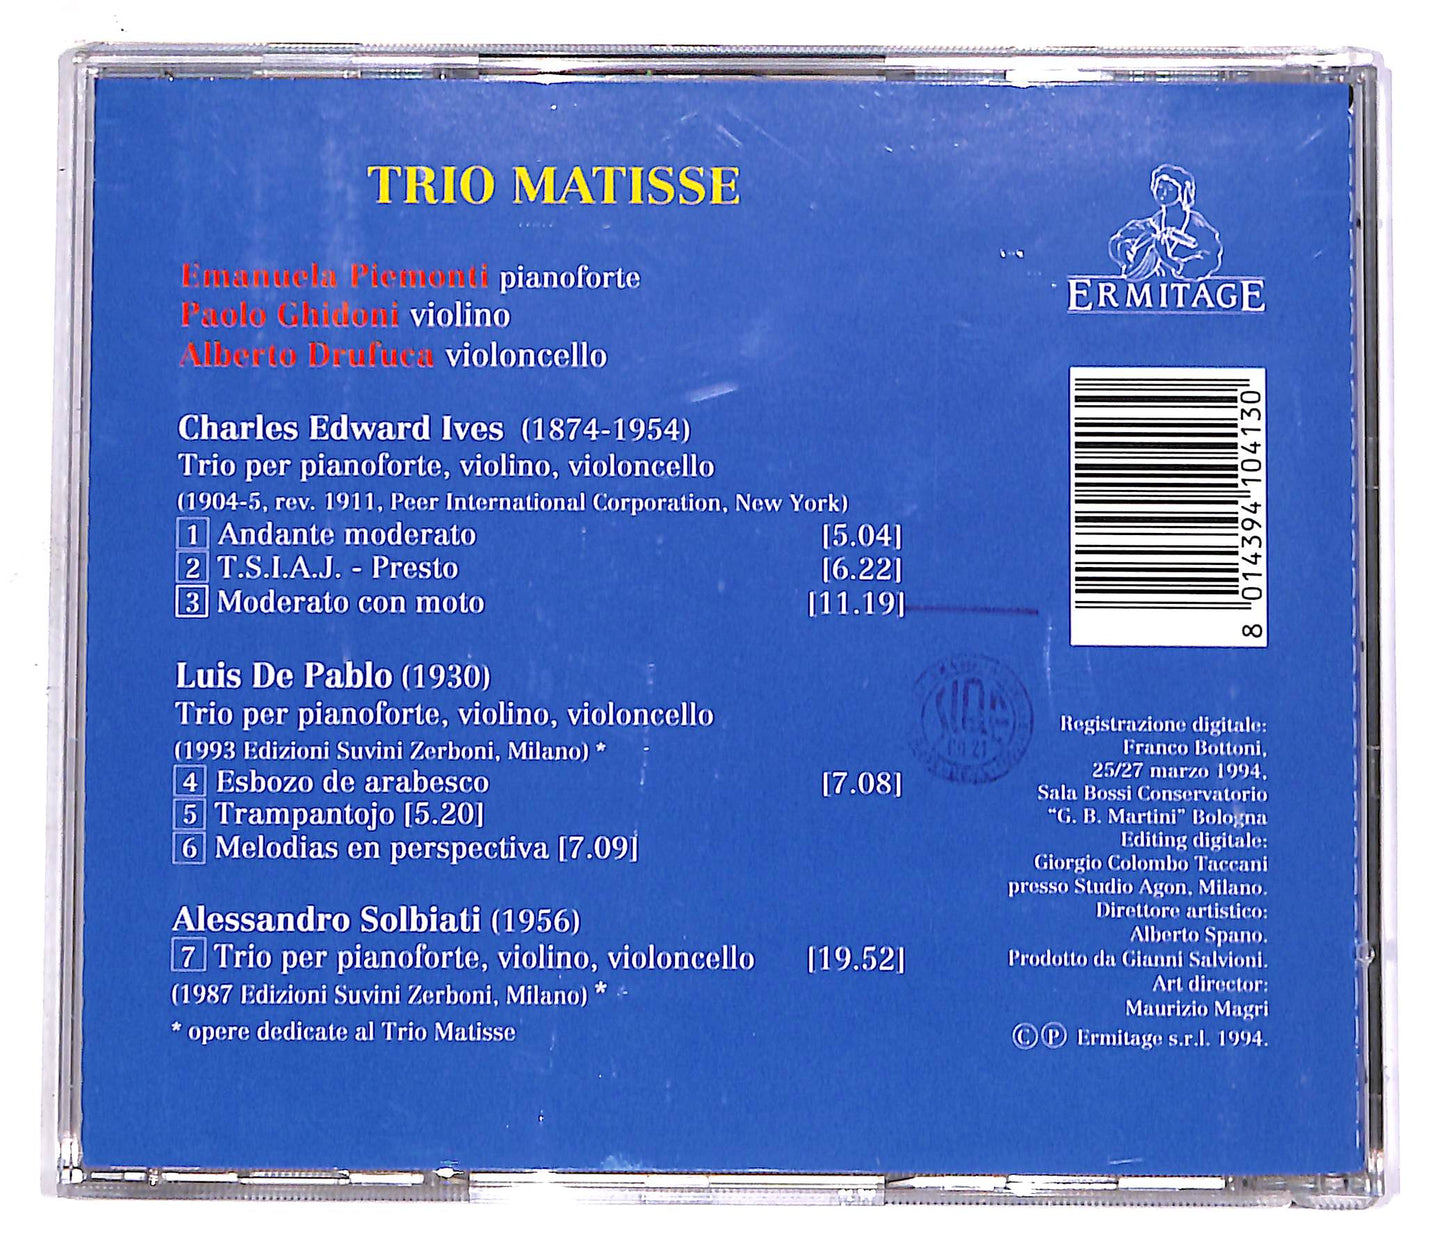 TRIO MATISSE
Emanuela Piemonti pianoforte
Paolo Ghidoni violino
Alberto Drufuca violoncello
Charles Edward Ives (1874-1954)
Trio per pianoforte, violino, violoncello
(1904-5, rev. 1911, Peer International Corporation, New York)
1 Andante moderato [5.04]
2 T.S.I.A.J. - Presto [6.22]
3 Moderato con moto [11.19]
Luis De Pablo (1930)
Trio per pianoforte, violino, violoncello
(1993 Edizioni Suvini Zerboni, Milano) *
4 Esbozo de arabesco [7.08]
5 Trampantojo [5.20]
6 Melodias en perspectiva [7.09]
Alessandro Solbiati (1956)
7 Trio per pianoforte, violino, violoncello [19.52]
(1987 Edizioni Suvini Zerboni, Milano) *
* opere dedicate al Trio Matisse
ERMITAGE
8 014394 104130
SIAE
Registrazione digitale:
Franco Bottoni,
25/27 marzo 1994,
Sala Bossi Conservatorio
"G. B. Martini" Bologna
Editing digitale:
Giorgio Colombo Taccani
presso Studio Agon, Milano.
Direttore artistico:
Alberto Spano.
Prodotto da Gianni Salvioni.
Art director:
Maurizio Magri
© ℗ Ermitage s.r.l. 1994.